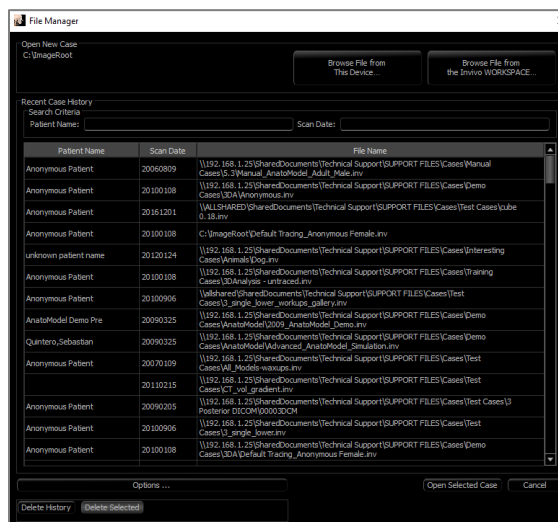 File Manager
Open New Case
C:\ImageRoot
Browse File from
This Device...
Browse File from
the Invivo WORKSPACE...
Recent Case History
Search Criteria
Patient Name:
Scan Date:
Patient Name Scan Date File Name
Anonymous Patient 20060809 \\192.168.1.25\SharedDocuments\Technical Support\SUPPORT FILES\Cases\Manual
Cases\5.3\Manual_AnatoModel_Adult_Male.inv
Anonymous Patient 20100108 \\192.168.1.25\SharedDocuments\Technical Support\SUPPORT FILES\Cases\Demo
Cases\3DA\Anonymous.inv
Anonymous Patient 20161201 \\ALLSHARED\SharedDocuments\Technical Support\SUPPORT FILES\Cases\Test Cases\cube
0.18.inv
Anonymous Patient 20100108 C:\ImageRoot\Default Tracing_Anonymous Female.inv
unknown patient name 20120124 \\192.168.1.25\SharedDocuments\Technical Support\SUPPORT FILES\Cases\Interesting
Cases\Animals\Dog.inv
Anonymous Patient 20100108 \\192.168.1.25\SharedDocuments\Technical Support\SUPPORT FILES\Cases\Training
Cases\3DAnalysis - untraced.inv
Anonymous Patient 20100906 \\allshared\SharedDocuments\Technical Support\SUPPORT FILES\Cases\Test
Cases\3_single_lower_workups_gallery.inv
AnatoModel Demo Pre 20090325 \\192.168.1.25\SharedDocuments\Technical Support\SUPPORT FILES\Cases\Demo
Cases\AnatoModel\2009_AnatoModel_Demo.inv
Quintero,Sebastian 20090325 \\192.168.1.25\SharedDocuments\Technical Support\SUPPORT FILES\Cases\Demo
Cases\AnatoModel\Advanced_AnatoModel_Simulation.inv
Anonymous Patient 20070109 \\192.168.1.25\SharedDocuments\Technical Support\SUPPORT FILES\Cases\Test
Cases\All_Models-waxups.inv
20110215 \\192.168.1.25\SharedDocuments\Technical Support\SUPPORT FILES\Cases\Test
Cases\CT_vol_gradient.inv
Anonymous Patient 20090205 \\192.168.1.25\SharedDocuments\Technical Support\SUPPORT FILES\Cases\Test Cases\3
Posterior DICOM\00003DCM
Anonymous Patient 20100906 \\192.168.1.25\SharedDocuments\Technical Support\SUPPORT FILES\Cases\Test
Cases\3_single_lower.inv
Anonymous Patient 20100108 \\192.168.1.25\SharedDocuments\Technical Support\SUPPORT FILES\Cases\Demo
Cases\3DA\Default Tracing_Anonymous Female.inv
Options ...
Open Selected Case
Cancel
Delete History
Delete Selected